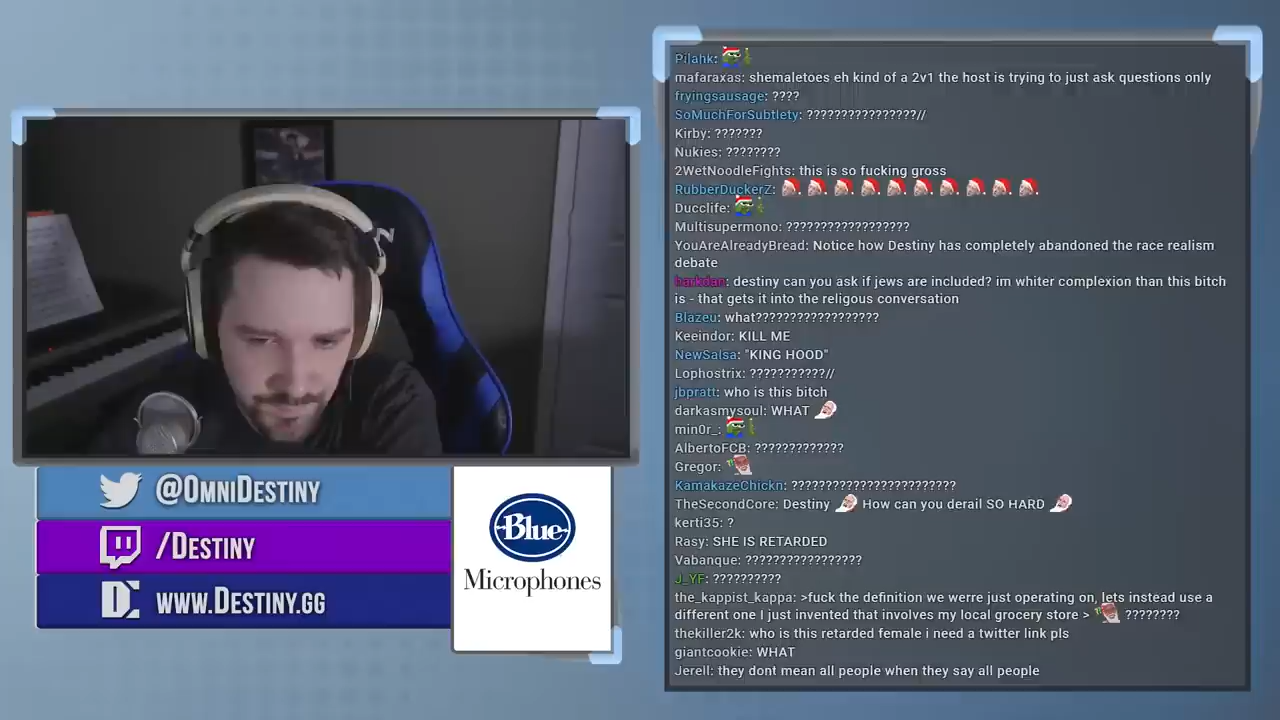 Pilahk:
mafaraxas: shemaletoes eh kind of a 2v1 the host is trying to just ask questions only
fryingsausage: ????
SoMuchForSubtlety: ????????????????//
Kirby: ???????
Nukies: ????????
2WetNoodleFights: this is so fucking gross
RubberDuckerZ:
Ducclife:
Multisupermono: ??????????????????
YouAreAlreadyBread: Notice how Destiny has completely abandoned the race realism
debate
harkdan: destiny can you ask if jews are included? im whiter complexion than this bitch
is - that gets it into the religous conversation
Blazeu: what??????????????????
Keeindor: KILL ME
NewSalsa: "KING HOOD"
Lophostrix: ???????????//
jbpratt: who is this bitch
darkasmysoul: WHAT
min0r_:
AlbertoFCB: ?????????????
Gregor:
KamakazeChickn: ????????????????????????
TheSecondCore: Destiny How can you derail SO HARD
kerti35: ?
Rasy: SHE IS RETARDED
Vabanque: ?????????????????
J_YF: ??????????
the_kappist_kappa: >fuck the definition we werre just operating on, lets instead use a
different one I just invented that involves my local grocery store > ????????
thekiller2k: who is this retarded female i need a twitter link pls
giantcookie: WHAT
Jerell: they dont mean all people when they say all people
@OmniDestiny
/Destiny
www.Destiny.gg
Blue
Microphones